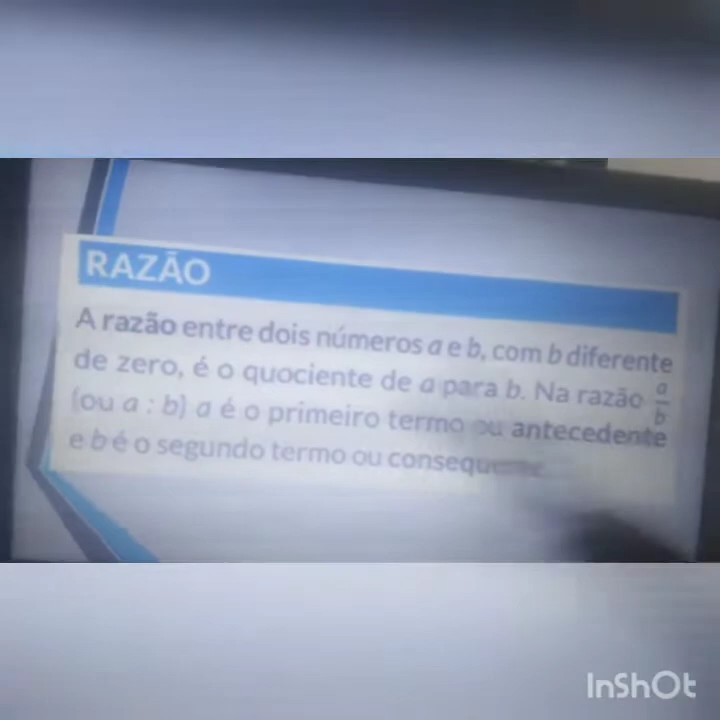 RAZÃO
A razão entre dois números a e b, com b diferente
de zero, é o quociente de a para b. Na razão a/b
(ou a : b) a é o primeiro termo ou antecedente
e b é o segundo termo ou
InShOt